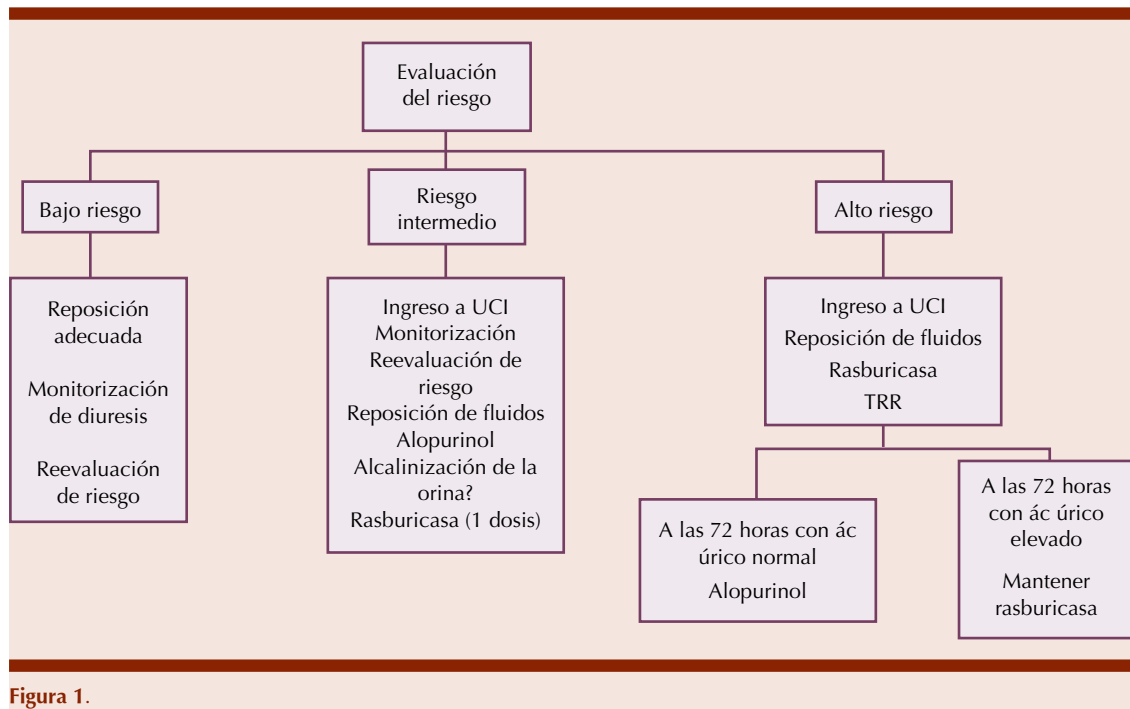 Evaluación
del riesgo
Bajo riesgo
Riesgo
intermedio
Alto riesgo
Reposición
adecuada
Monitorización
de diuresis
Reevaluación
de riesgo
Ingreso a UCI
Monitorización
Reevaluación de
riesgo
Reposición de fluidos
Alopurinol
Alcalinización de la
orina?
Rasburicasa (1 dosis)
Ingreso a UCI
Reposición de fluidos
Rasburicasa
TRR
A las 72 horas con ác
úrico normal
Alopurinol
A las 72 horas
con ác úrico
elevado
Mantener
rasburicasa
Figura 1.